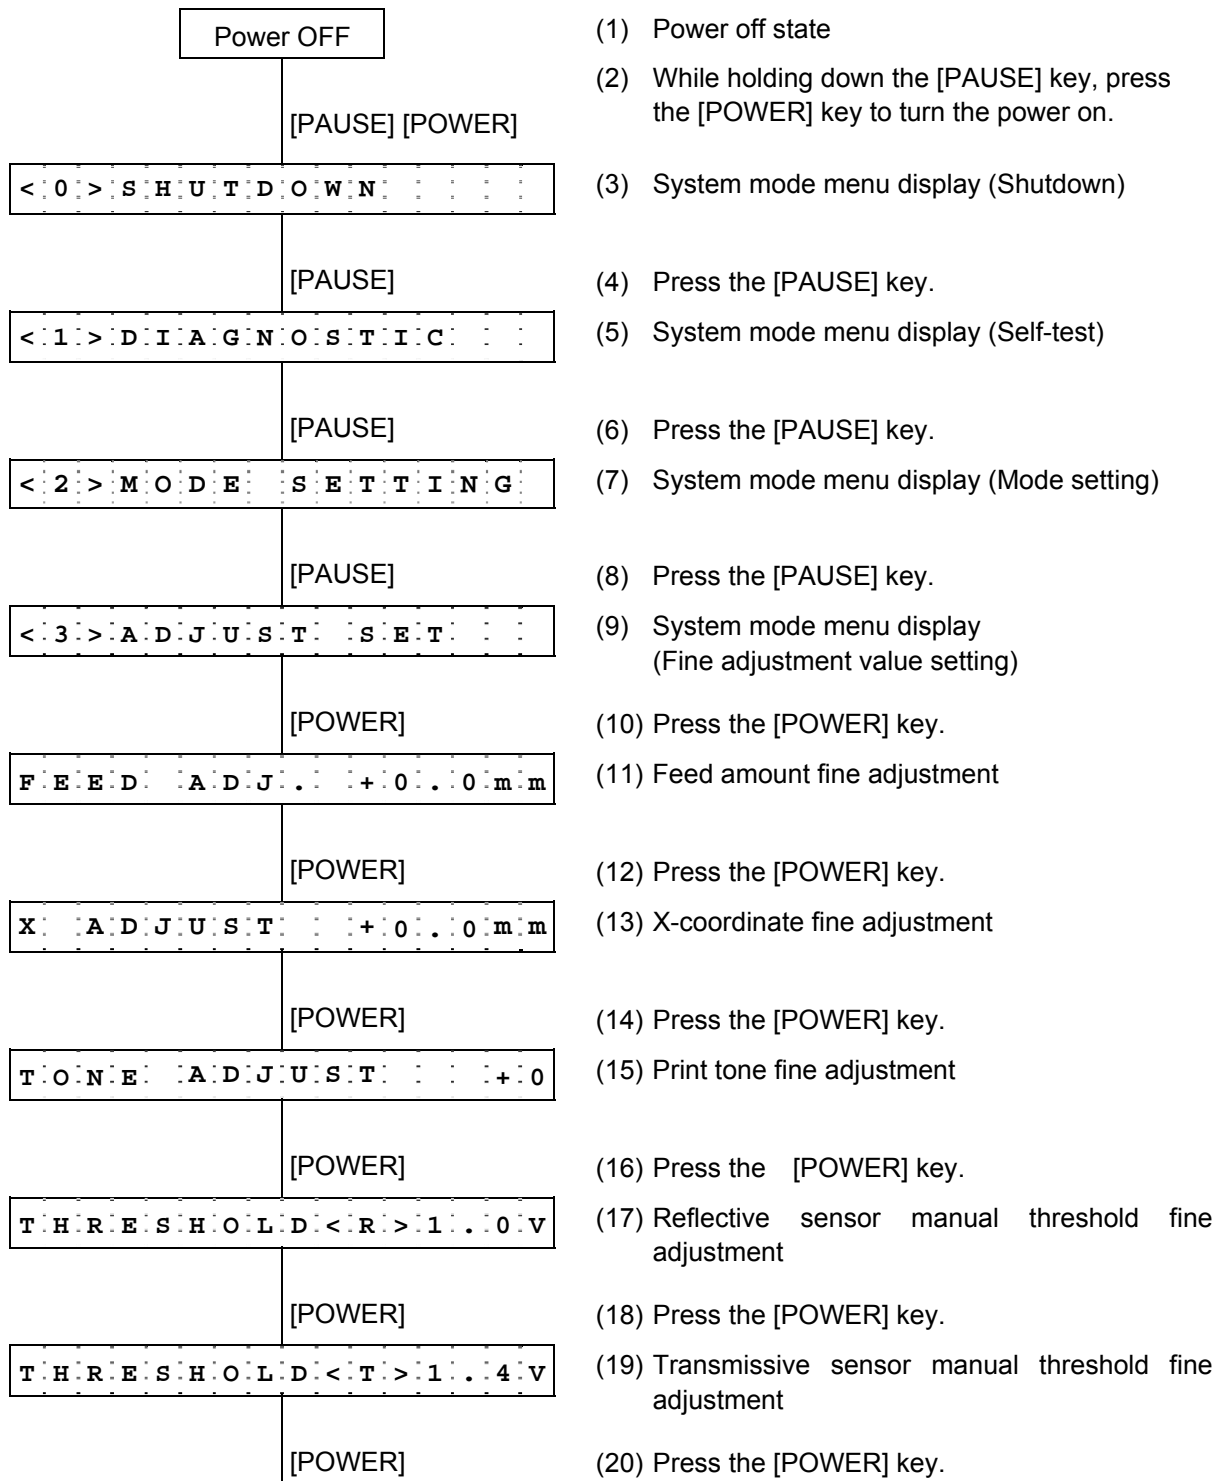 Power OFF
(1) Power off state
(2) While holding down the [PAUSE] key, press
the [POWER] key to turn the power on.
[PAUSE] [POWER]
<0>SHUTDOWN
(3) System mode menu display (Shutdown)
[PAUSE]
(4) Press the [PAUSE] key.
<1>DIAGNOSTIC
(5) System mode menu display (Self-test)
[PAUSE]
(6) Press the [PAUSE] key.
<2>MODE SETTING
(7) System mode menu display (Mode setting)
[PAUSE]
(8) Press the [PAUSE] key.
<3>ADJUST SET
(9) System mode menu display
(Fine adjustment value setting)
[POWER]
(10) Press the [POWER] key.
FEED ADJ. +0.0mm
(11) Feed amount fine adjustment
[POWER]
(12) Press the [POWER] key.
X ADJUST +0.0mm
(13) X-coordinate fine adjustment
[POWER]
(14) Press the [POWER] key.
TONE ADJUST +0
(15) Print tone fine adjustment
[POWER]
(16) Press the [POWER] key.
THRESHOLD<R>1.0V
(17) Reflective sensor manual threshold fine
adjustment
[POWER]
(18) Press the [POWER] key.
THRESHOLD<T>1.4V
(19) Transmissive sensor manual threshold fine
adjustment
[POWER]
(20) Press the [POWER] key.